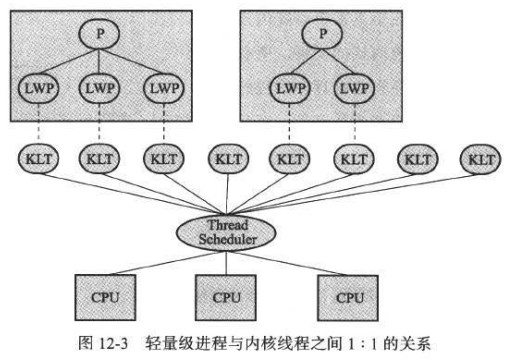 P P
LWP LWP LWP LWP LWP
KLT KLT KLT KLT KLT KLT KLT KLT
Thread
Scheduler
CPU CPU CPU
图 12-3 轻量级进程与内核线程之间 1：1 的关系